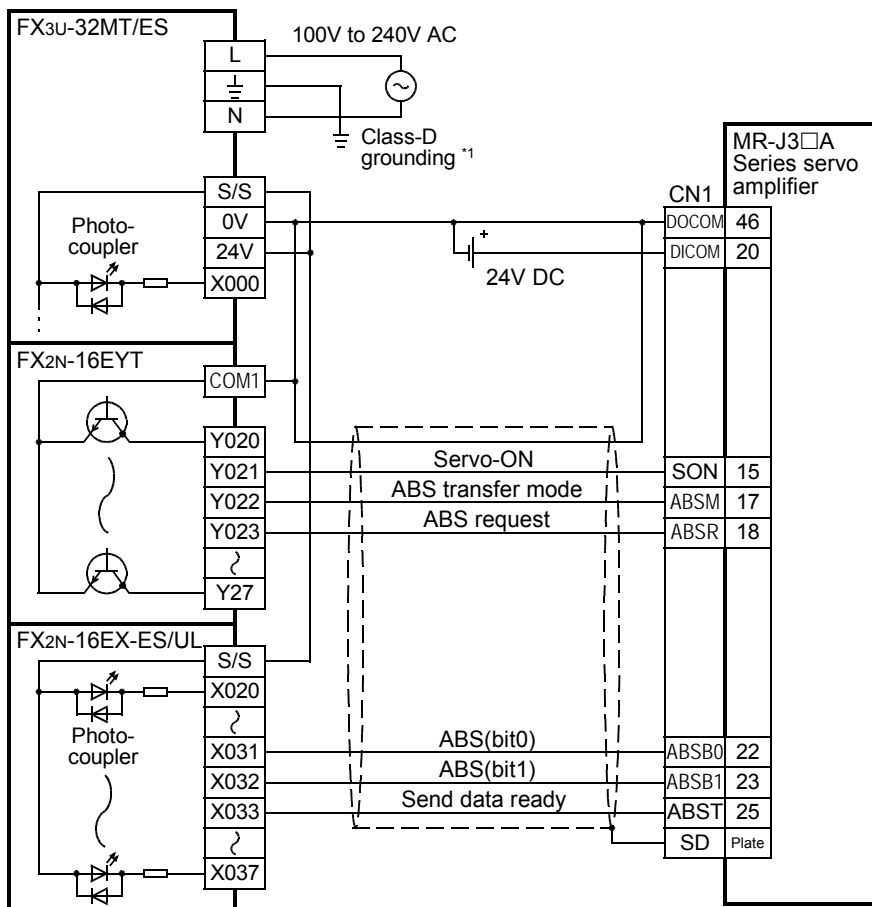 FX3U-32MT/ES
L
N
100V to 240V AC
Class-D
grounding *1
MR-J3□A
Series servo
amplifier
CN1
S/S
0V
24V
X000
Photo-
coupler
24V DC
DOCOM 46
DICOM 20
FX2N-16EYT
COM1
Y020
Y021 Servo-ON SON 15
Y022 ABS transfer mode ABSM 17
Y023 ABS request ABSR 18
Y27
FX2N-16EX-ES/UL
S/S
X020
Photo-
coupler
X031 ABS(bit0) ABSB0 22
X032 ABS(bit1) ABSB1 23
X033 Send data ready ABST 25
SD Plate
X037